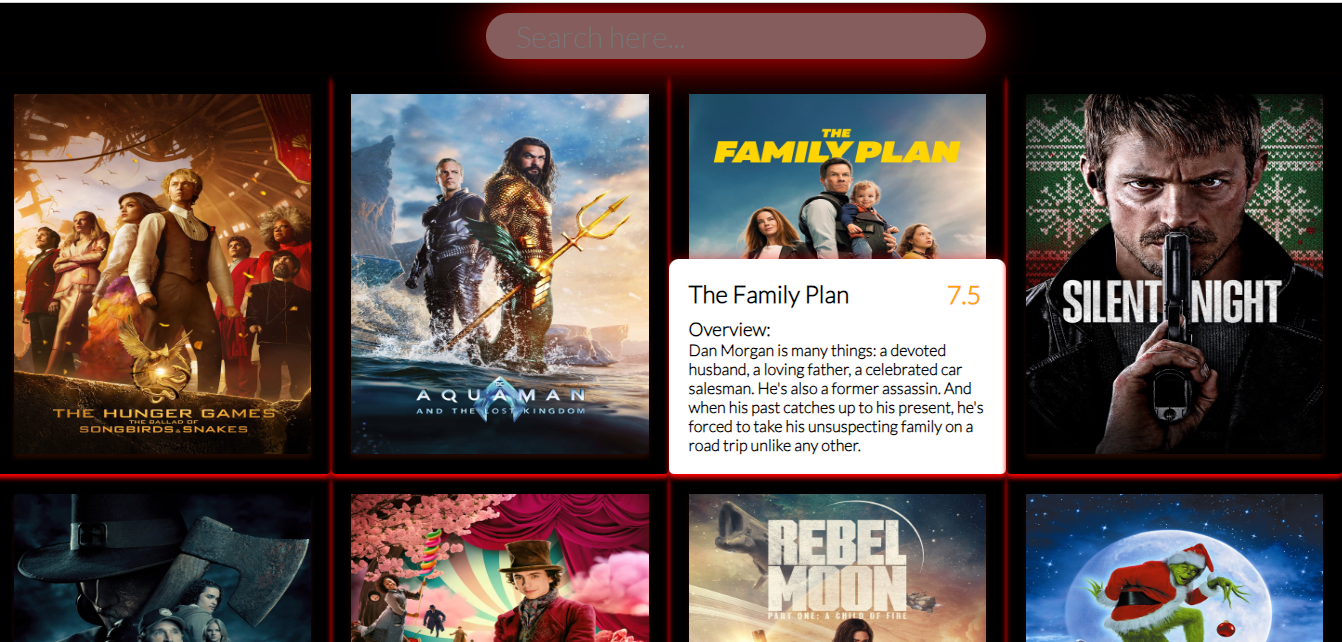 Search here...
THE HUNGER GAMES
THE BALLAD OF
SONGBIRDS & SNAKES
AQUAMAN
AND THE LOST KINGDOM
THE
FAMILY PLAN
The Family Plan 7.5
Overview:
Dan Morgan is many things: a devoted
husband, a loving father, a celebrated car
salesman. He's also a former assassin. And
when his past catches up to his present, he's
forced to take his unsuspecting family on a
road trip unlike any other.
SILENT NIGHT
REBEL
MOON
PART ONE: A CHILD OF FIRE